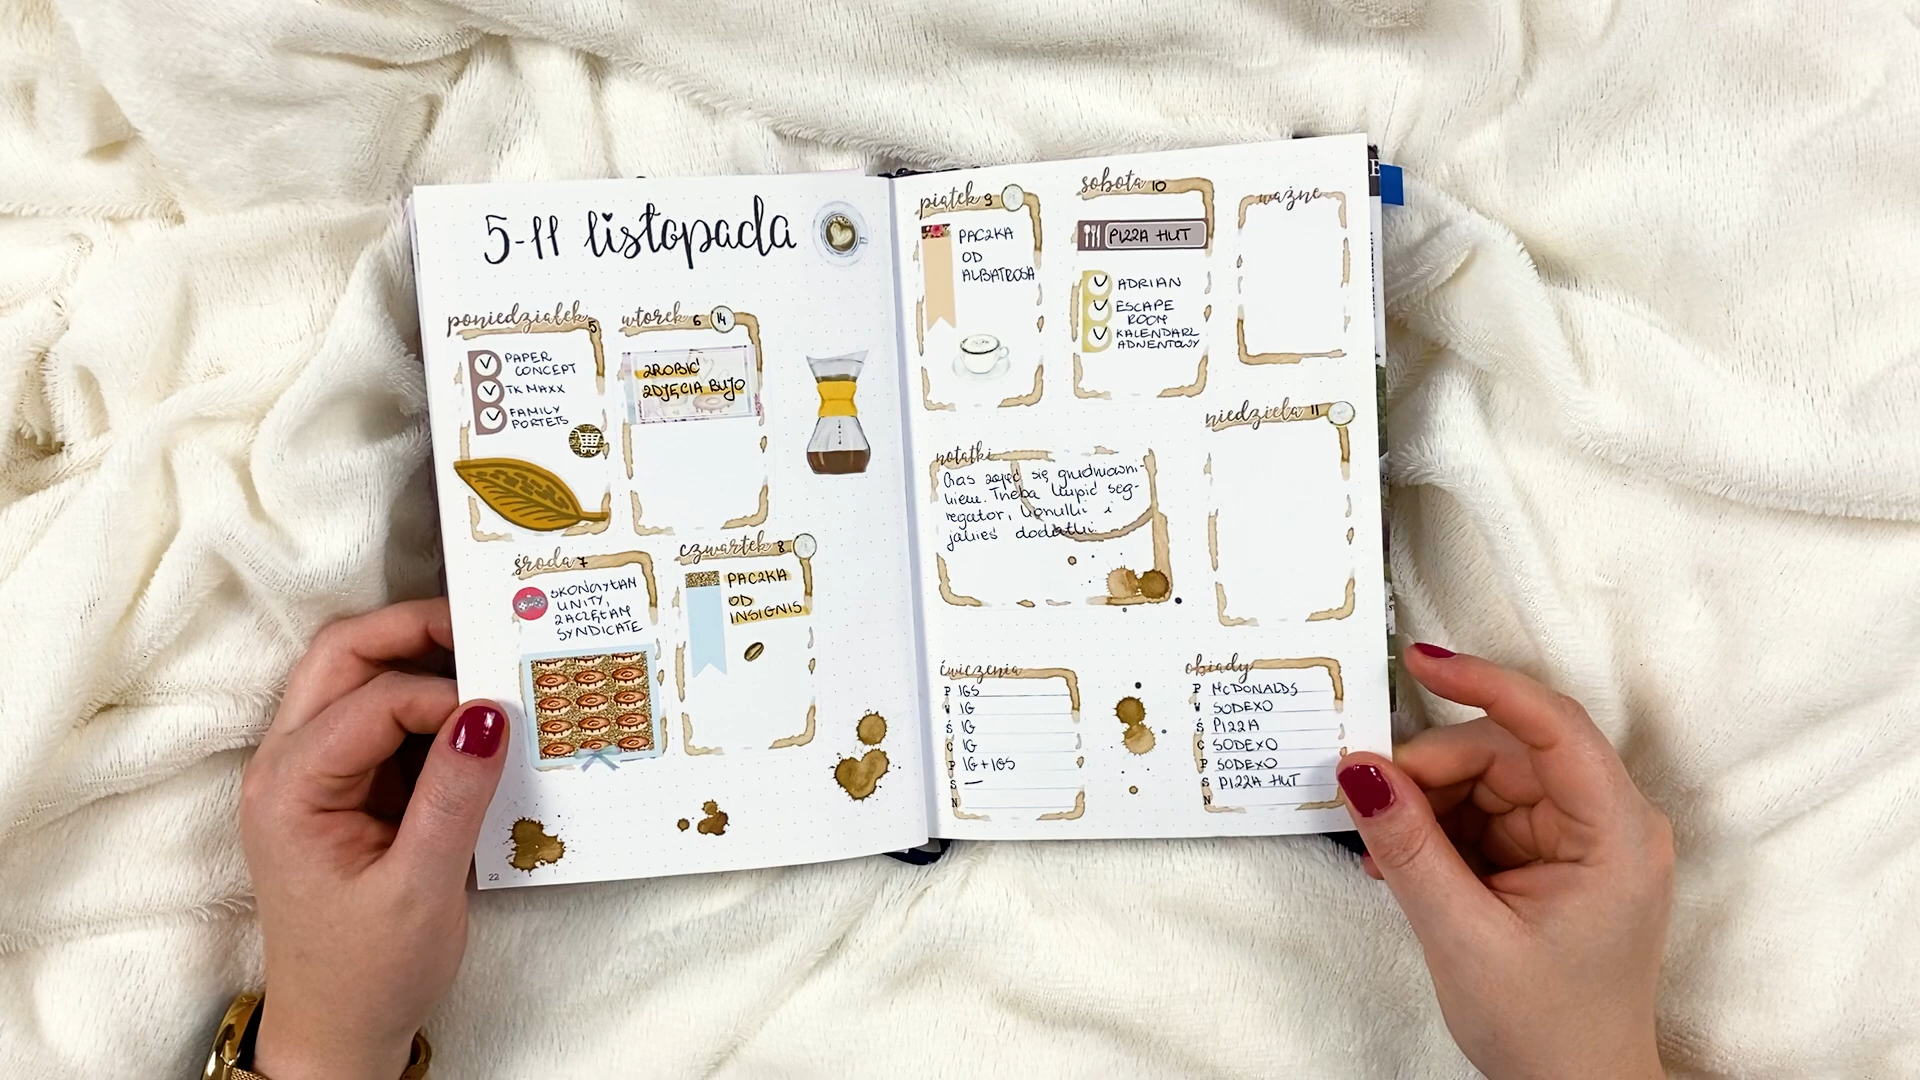 5-11 listopada
poniedziałek 5
PAPER
CONCEPT
TK MAXX
FAMILY
PORTETS
wtorek 6 14
ZROBIĆ
ZDJĘCIA BUJO
środa 7
SKOŃCZYŁAM
UNITY,
ZACZĘŁAM
SYNDICATE
czwartek 8
PACZKA
OD
INSIGNIS
22
piątek 9
PACZKA
OD
ALBATROSA
sobota 10
PIZZA HUT
ADRIAN
ESCAPE
ROOM
KALENDARZ
ADWENTOWY
ważne
notatki
Czas zająć się grudniowni-
kiem. Trzeba kupić seg-
regator, koszulki i
jakieś dodatki.
niedziela 11
ćwiczenia
P IGS
W IG
Ś IG
C IG
P IG+IGS
S —
N
obiady
P MCDONALDS
W SODEXO
Ś PIZZA
C SODEXO
P SODEXO
S PIZZA HUT
N